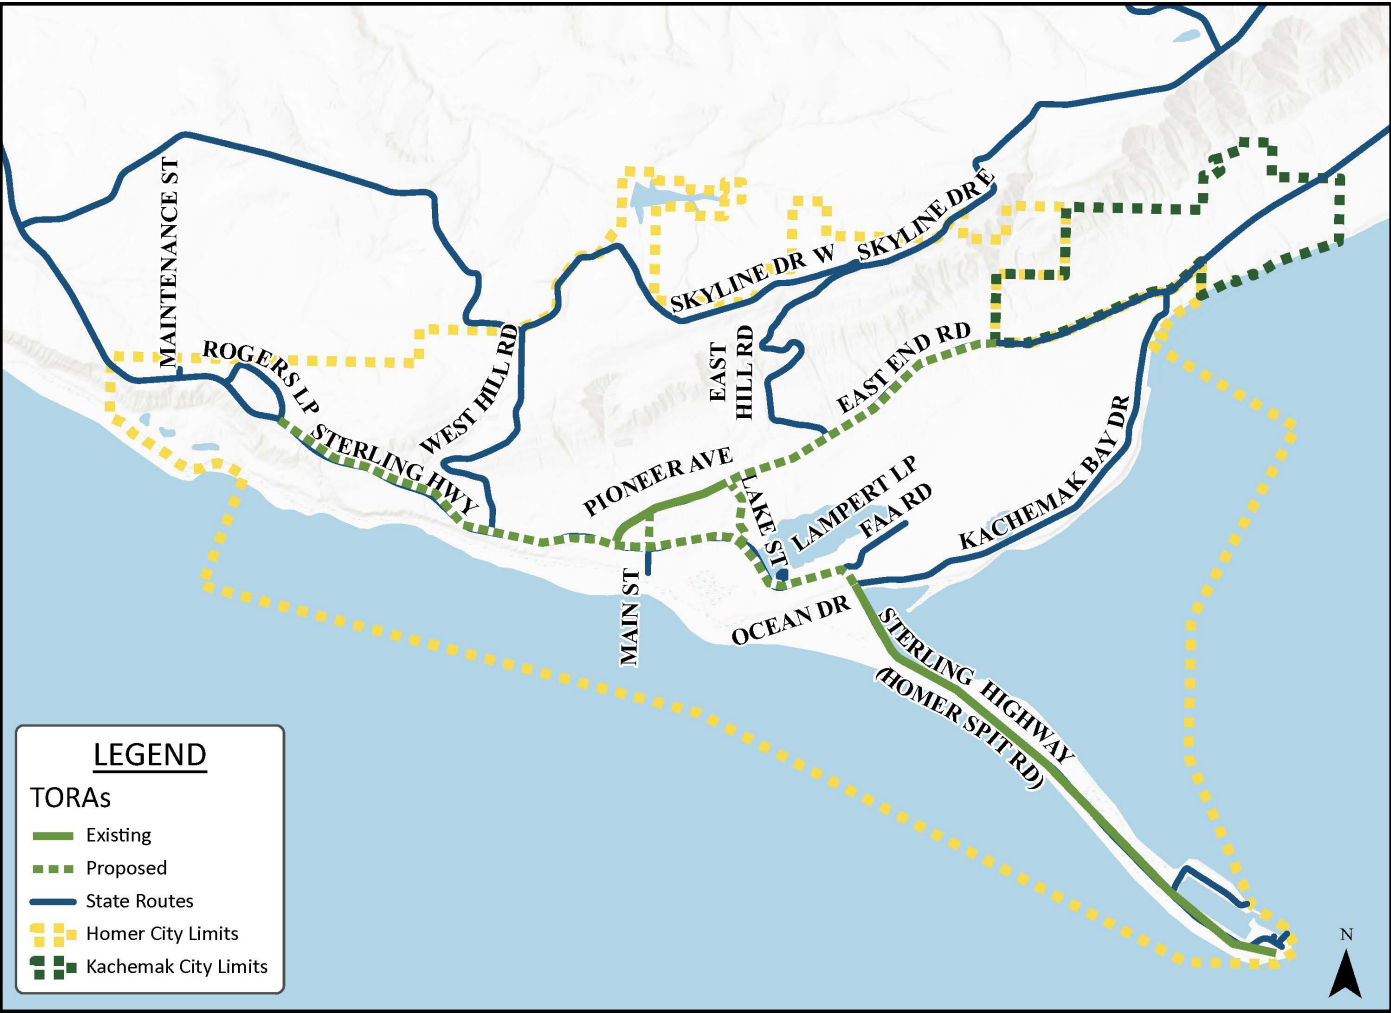 MAINTENANCE ST
ROGERS LP
STERLING HWY
WEST HILL RD
SKYLINE DR W
SKYLINE DR E
EAST
HILL RD
EAST END RD
PIONEER AVE
LAKE ST
LAMPERT LP
FAA RD
KACHEMAK BAY DR
MAIN ST
OCEAN DR
STERLING HIGHWAY
(HOMER SPIT RD)
LEGEND
TORAs
Existing
Proposed
State Routes
Homer City Limits
Kachemak City Limits
N